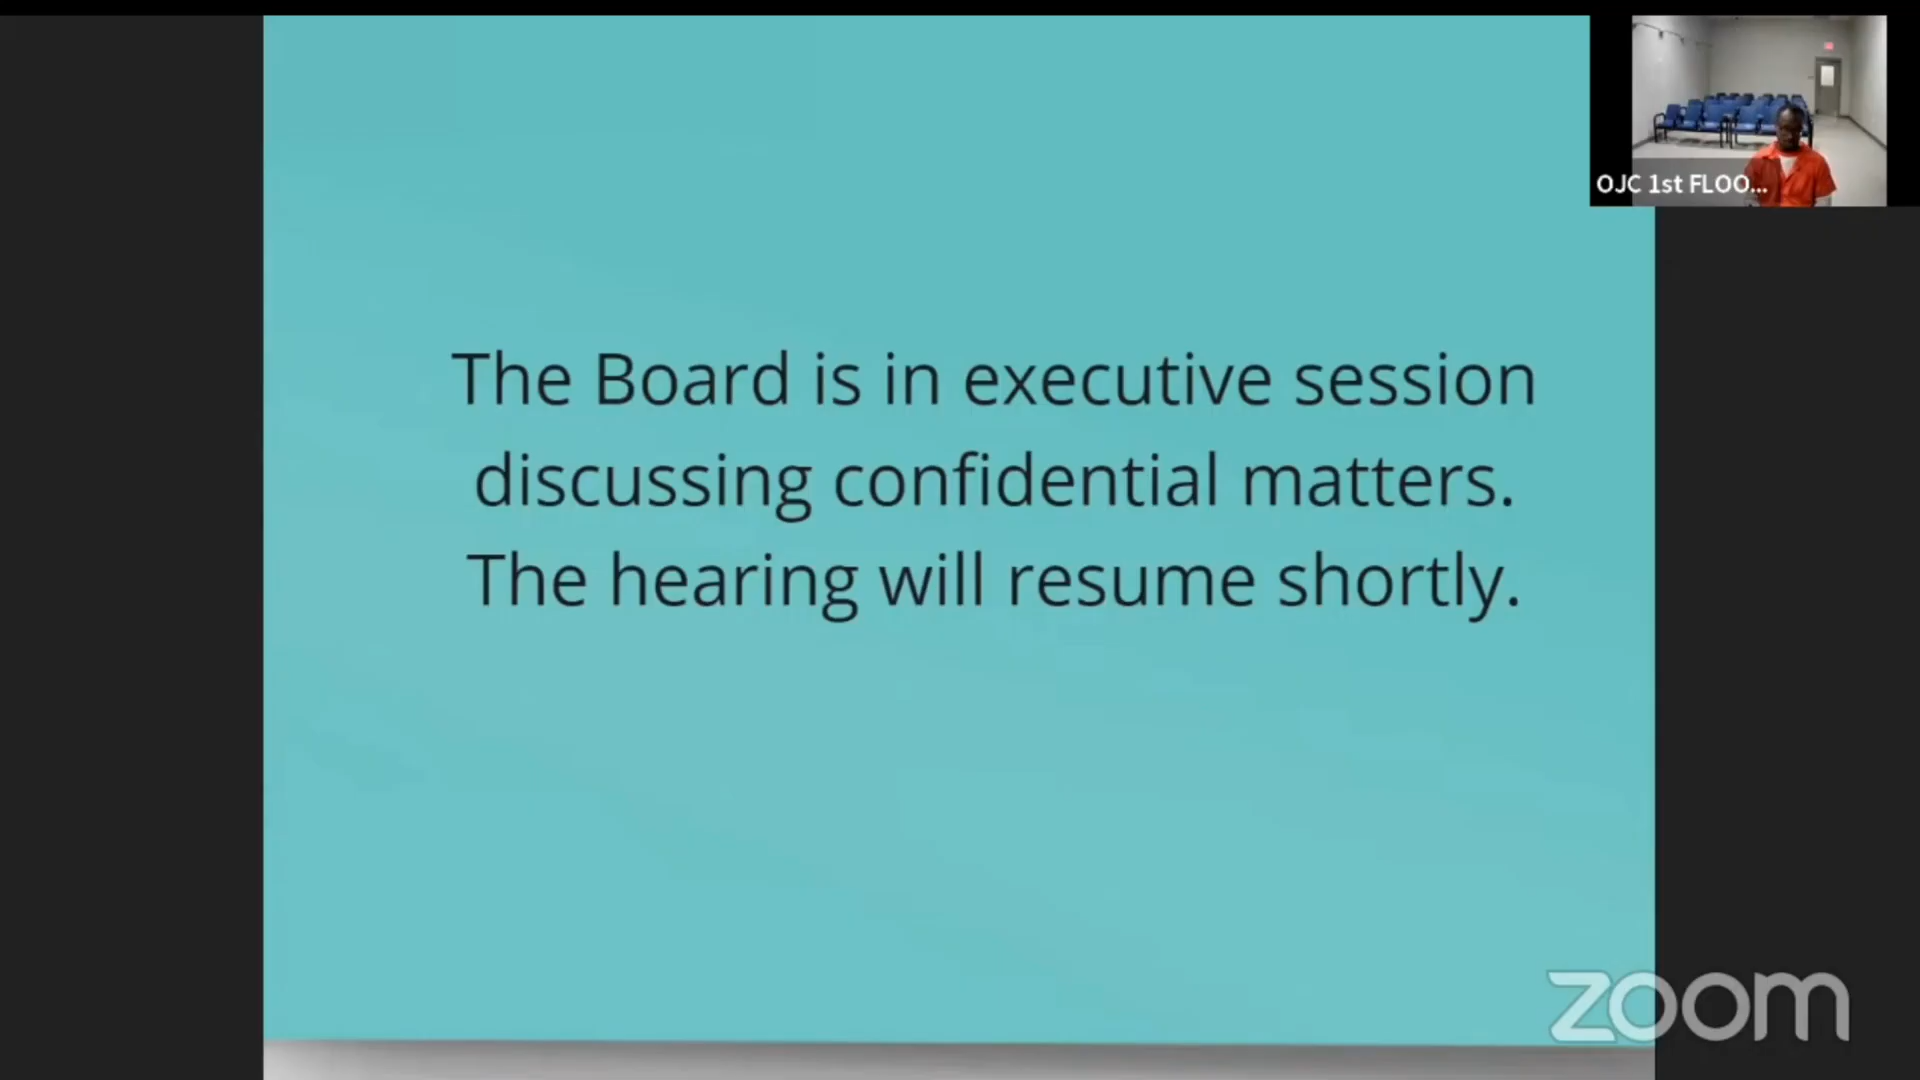 OJC 1st FLOO...
The Board is in executive session
discussing confidential matters.
The hearing will resume shortly.
zoom